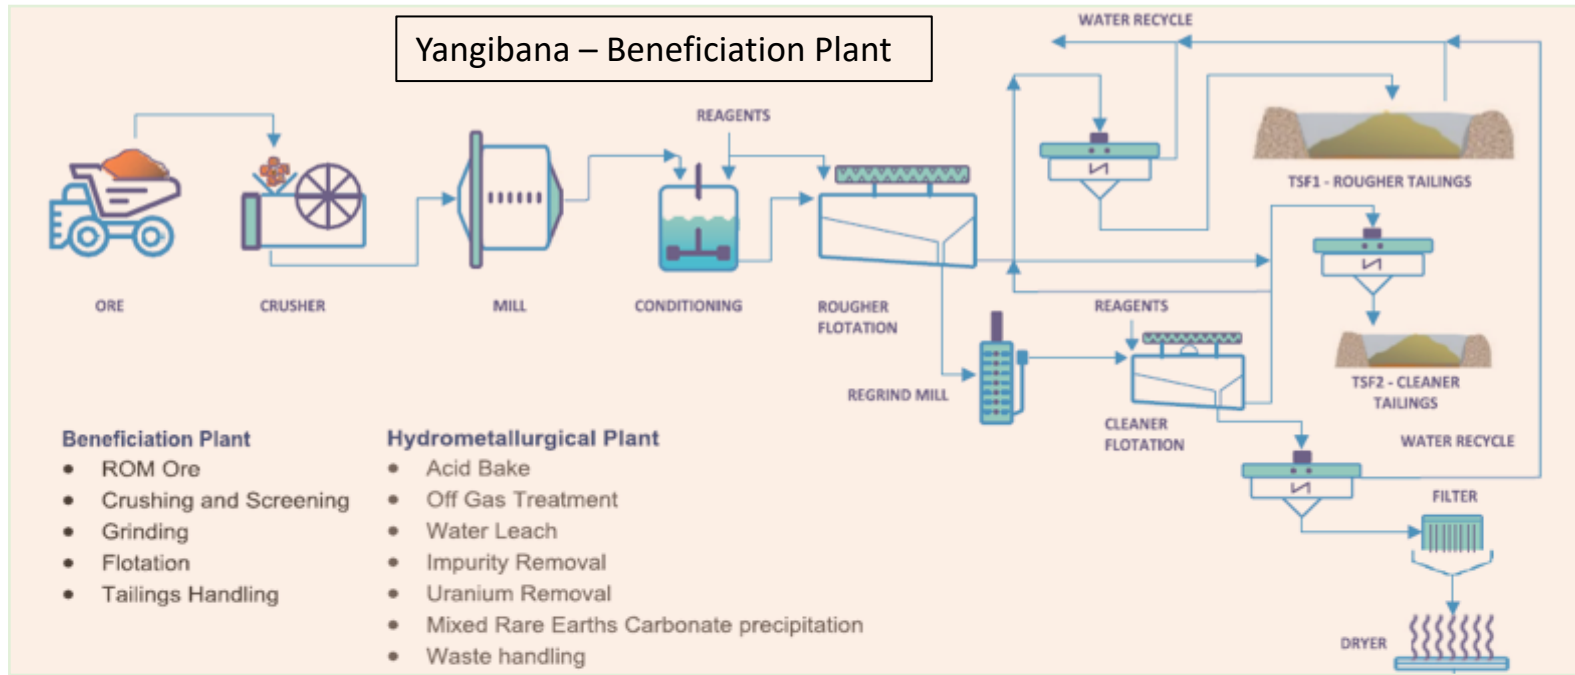 Yangibana – Beneficiation Plant
WATER RECYCLE
REAGENTS
TSF1 - ROUGHER TAILINGS
ORE
CRUSHER
MILL
CONDITIONING
ROUGHER
FLOTATION
REAGENTS
REGRIND MILL
CLEANER
FLOTATION
TSF2 - CLEANER
TAILINGS
WATER RECYCLE
FILTER
DRYER
Beneficiation Plant
• ROM Ore
• Crushing and Screening
• Grinding
• Flotation
• Tailings Handling
Hydrometallurgical Plant
• Acid Bake
• Off Gas Treatment
• Water Leach
• Impurity Removal
• Uranium Removal
• Mixed Rare Earths Carbonate precipitation
• Waste handling